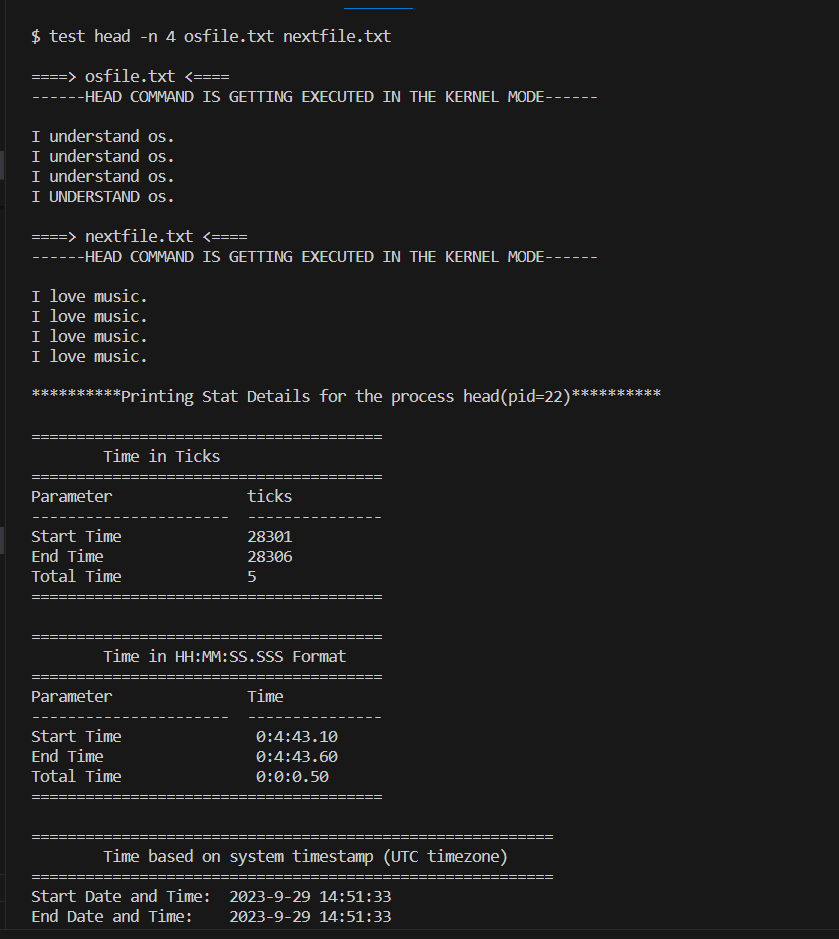 $ test head -n 4 osfile.txt nextfile.txt
====> osfile.txt <====
------HEAD COMMAND IS GETTING EXECUTED IN THE KERNEL MODE------
I understand os.
I understand os.
I understand os.
I UNDERSTAND os.
====> nextfile.txt <====
------HEAD COMMAND IS GETTING EXECUTED IN THE KERNEL MODE------
I love music.
I love music.
I love music.
I love music.
**********Printing Stat Details for the process head(pid=22)**********
=======================================
        Time in Ticks
=======================================
Parameter               ticks
----------------------  ---------------
Start Time              28301
End Time                28306
Total Time              5
=======================================
=======================================
        Time in HH:MM:SS.SSS Format
=======================================
Parameter               Time
----------------------  ---------------
Start Time               0:4:43.10
End Time                 0:4:43.60
Total Time               0:0:0.50
=======================================
==========================================================
        Time based on system timestamp (UTC timezone)
==========================================================
Start Date and Time:  2023-9-29 14:51:33
End Date and Time:    2023-9-29 14:51:33